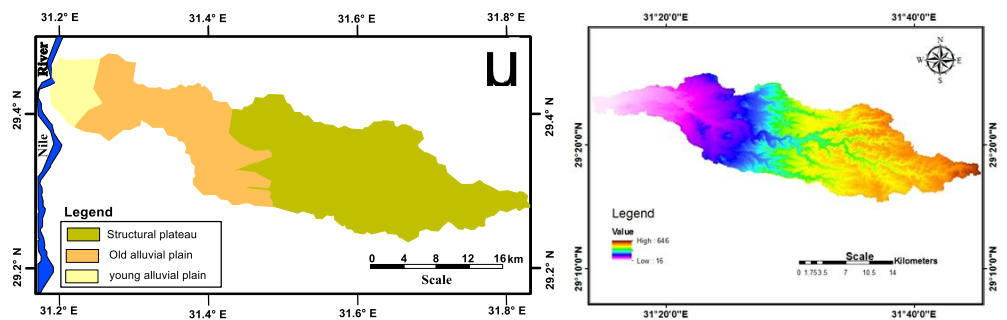 31.2° E
31.4° E
31.6° E
31.8° E
River
Nile
29.4° N
29.2° N
29.4° N
29.2° N
U
Legend
Structural plateau
Old alluvial plain
young alluvial plain
0 4 8 12 16 km
Scale
31.2° E
31.4° E
31.6° E
31.8° E
31°20'0"E
31°40'0"E
N
W E
S
29°20'0"N
29°10'0"N
29°20'0"N
29°10'0"N
Legend
Value
High : 646
Low : 16
Scale
Kilometers
0 1.75 3.5 7 10.5 14
31°20'0"E
31°40'0"E